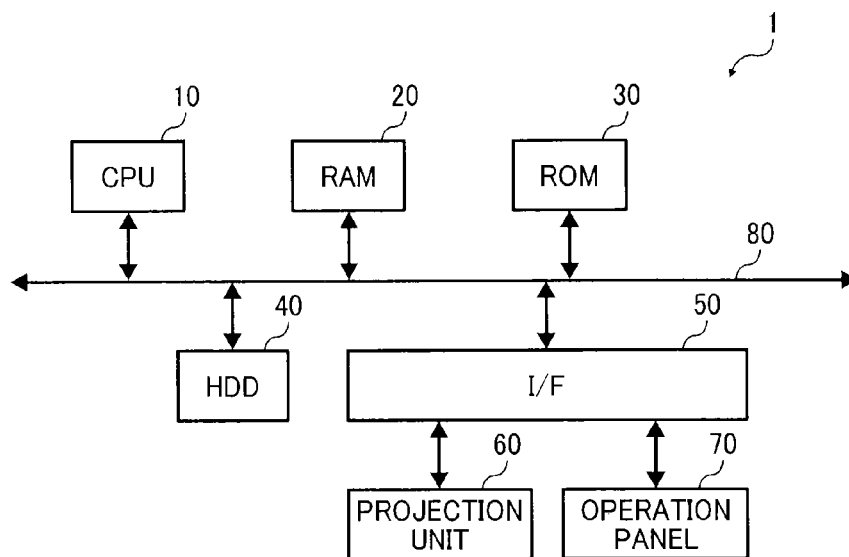 1
10
20
30
CPU
RAM
ROM
80
40
50
HDD
I/F
60
70
PROJECTION
UNIT
OPERATION
PANEL